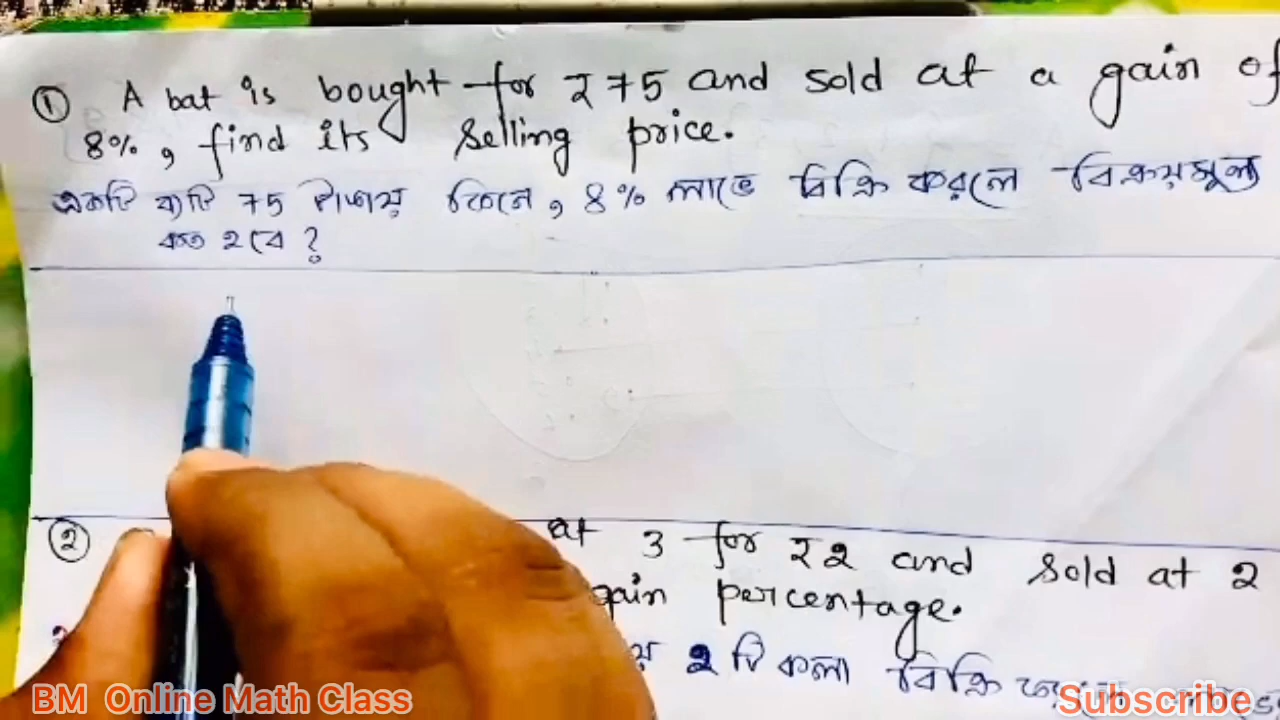 ① A bat is bought for ₹75 and sold at a gain of
8%, find its selling price.
একটি ব্যাট 75 টাকায় কিনে, 8% লাভে বিক্রি করলে বিক্রয়মূল্য
কত হবে?
② at 3 for ₹2 and sold at 2
gain percentage.
2 টি কলা বিক্রি
BM Online Math Class
Subscribe